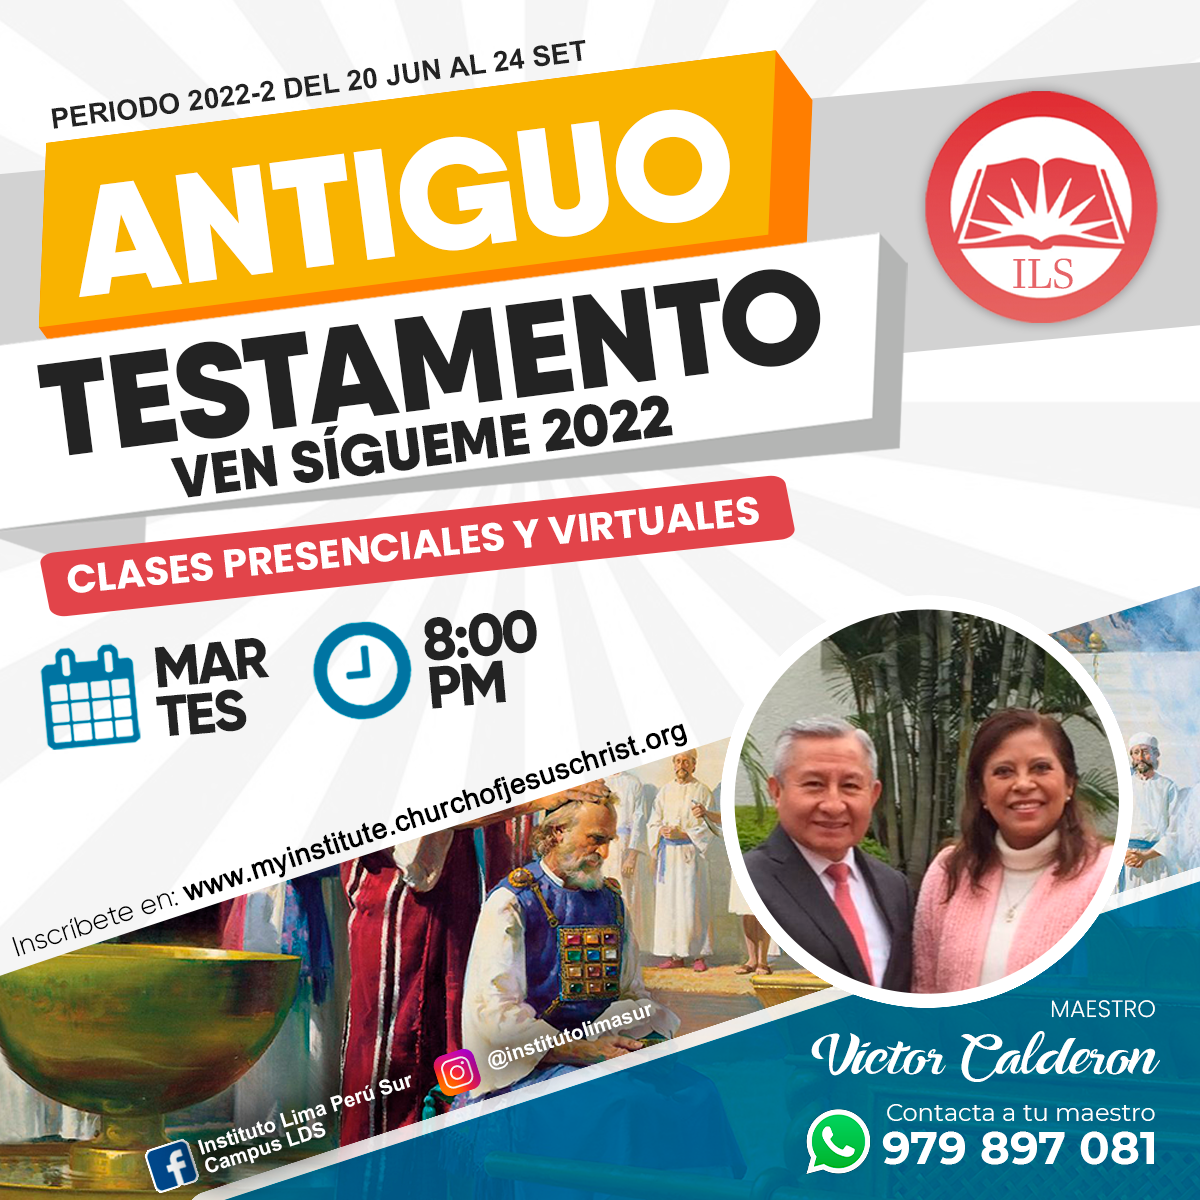 PERIODO 2022-2 DEL 20 JUN AL 24 SET
ANTIGUO
TESTAMENTO
VEN SÍGUEME 2022
ILS
CLASES PRESENCIALES Y VIRTUALES
MAR
TES
8:00
PM
Inscríbete en: www.myinstitute.churchofjesuschrist.org
@institutolimasur
Instituto Lima Perú Sur
Campus LDS
MAESTRO
Victor Calderon
Contacta a tu maestro
979 897 081